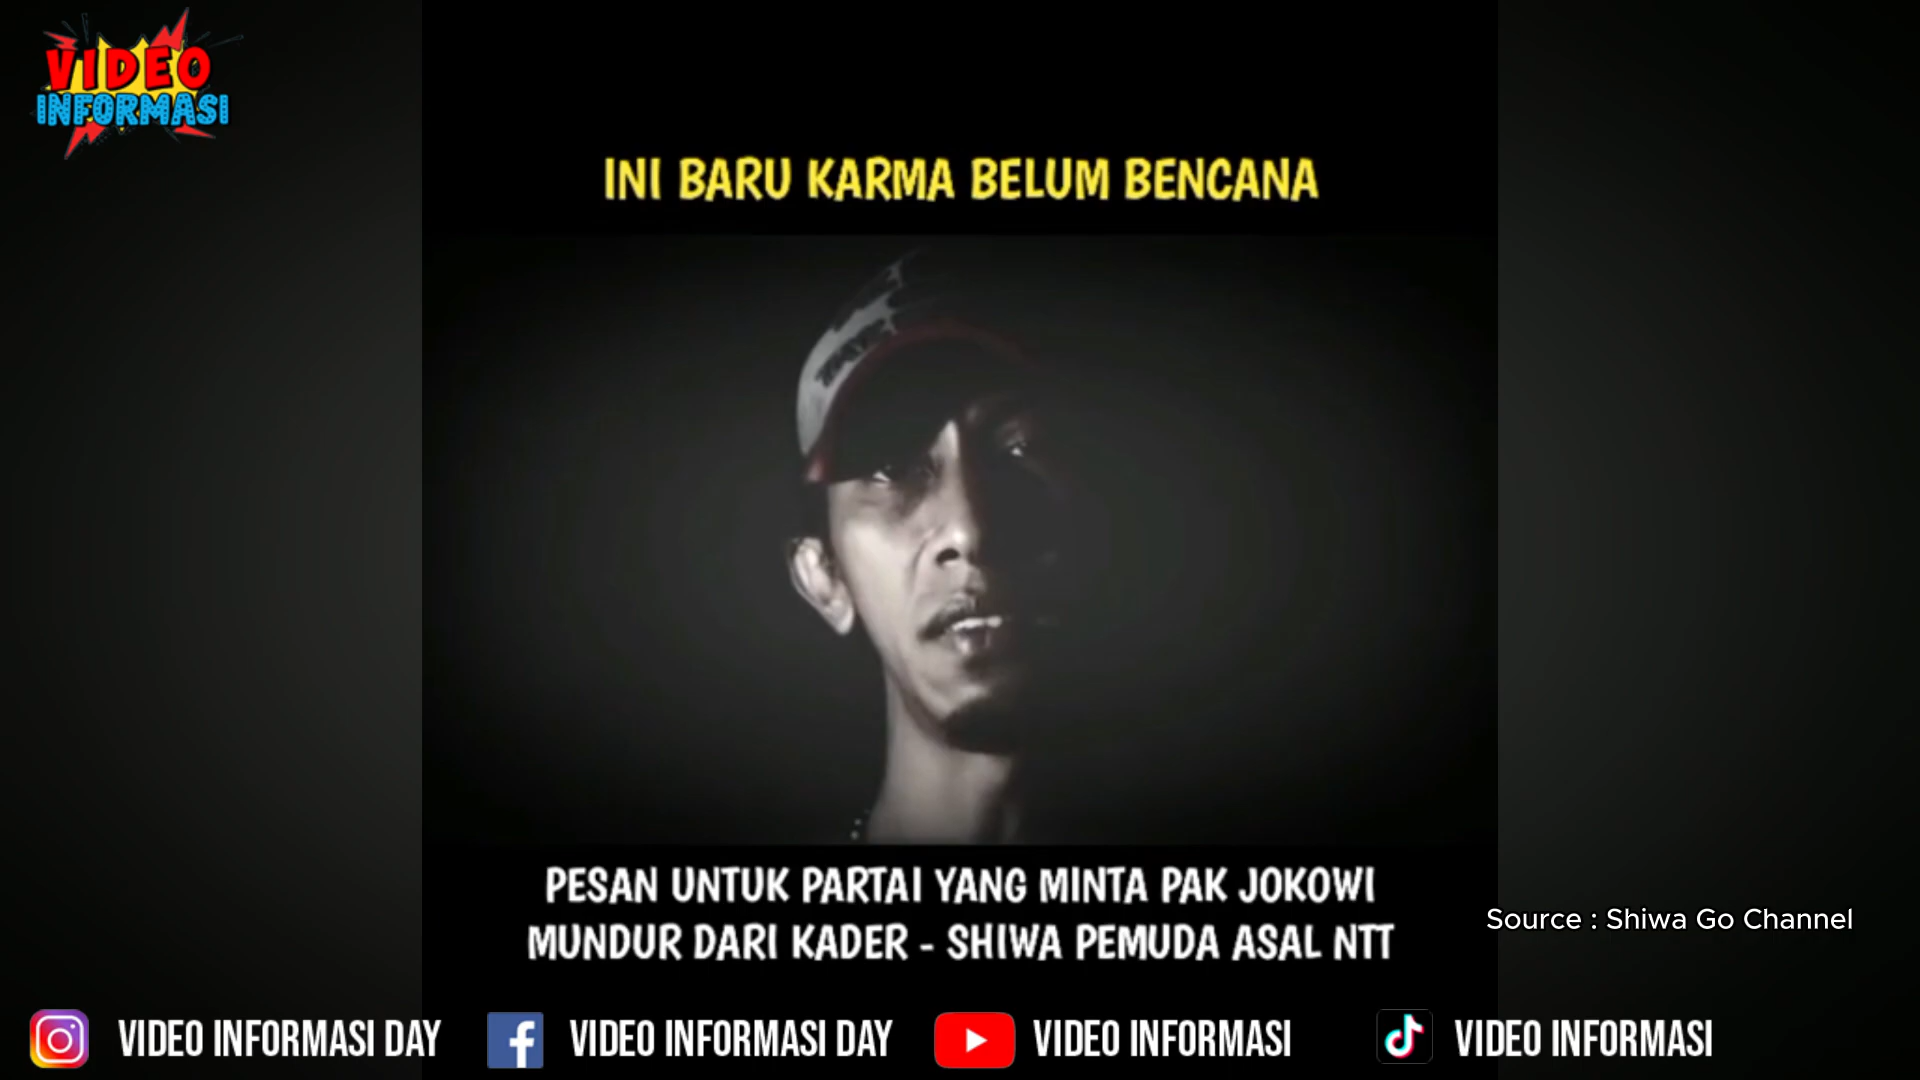 VIDEO
INFORMASI
INI BARU KARMA BELUM BENCANA
PESAN UNTUK PARTAI YANG MINTA PAK JOKOWI
MUNDUR DARI KADER - SHIWA PEMUDA ASAL NTT
Source : Shiwa Go Channel
VIDEO INFORMASI DAY
VIDEO INFORMASI DAY
VIDEO INFORMASI
VIDEO INFORMASI